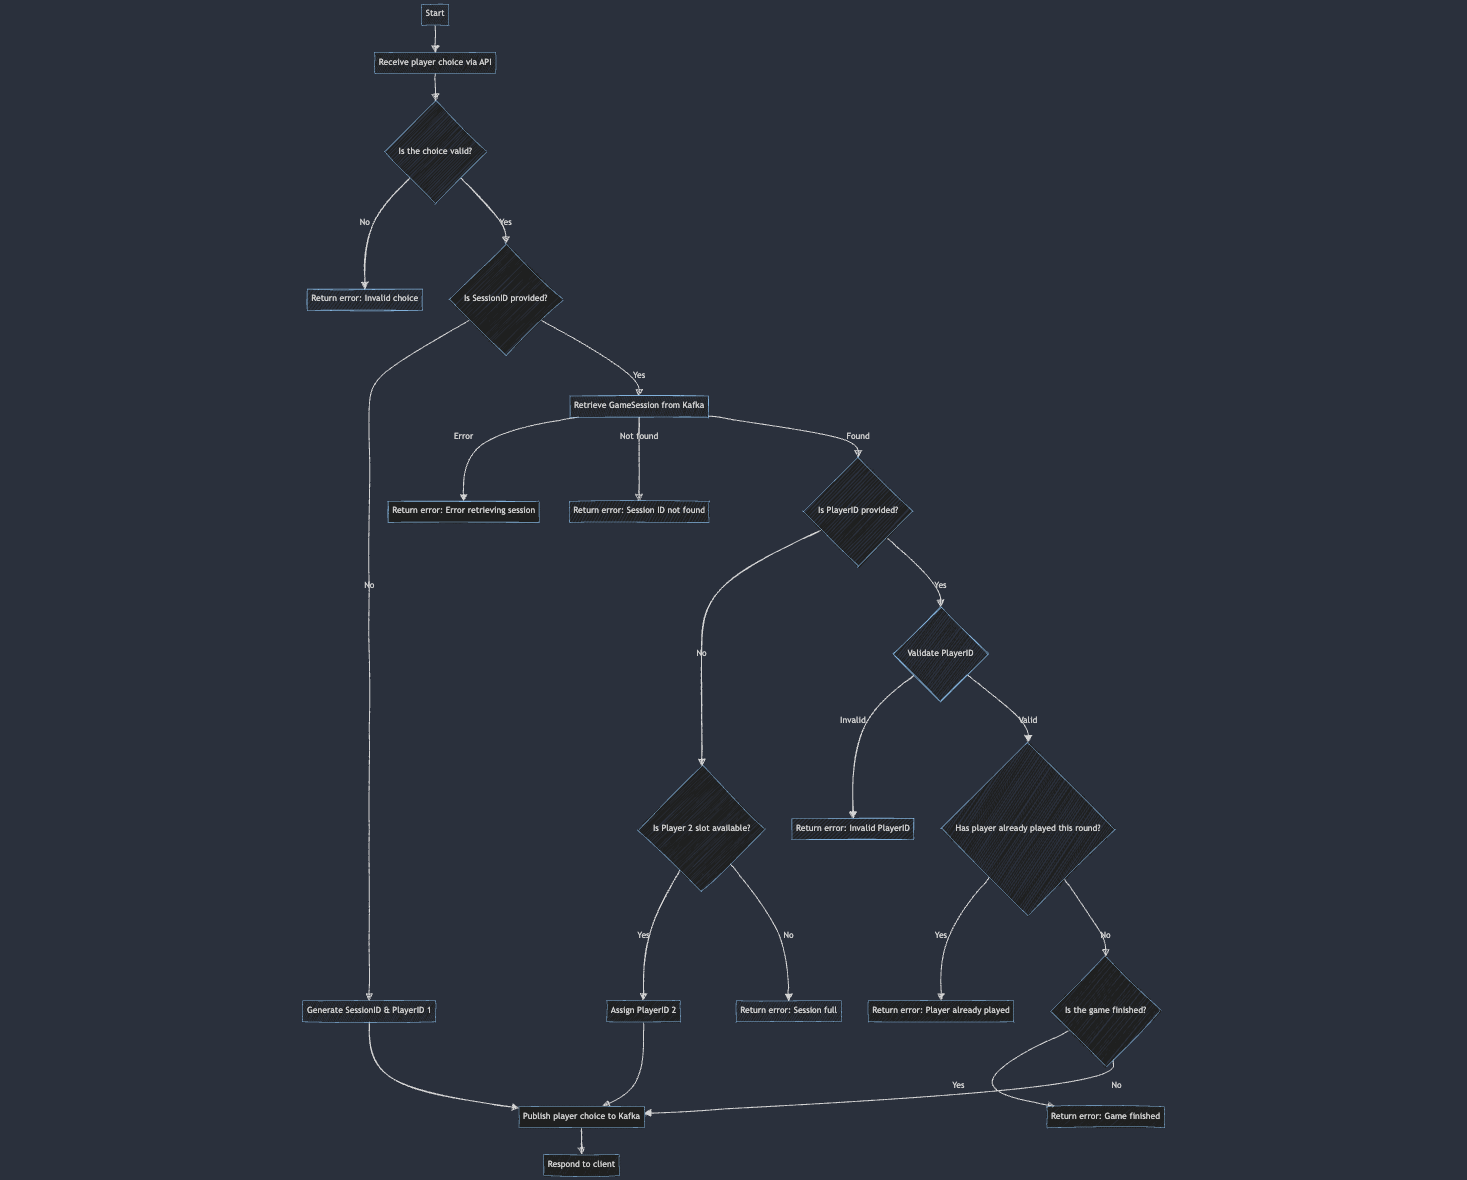 Start
Receive player choice via API
Is the choice valid?
No
Yes
Return error: Invalid choice
Is SessionID provided?
Yes
Retrieve GameSession from Kafka
Error
Not found
Found
Return error: Error retrieving session
Return error: Session ID not found
Is PlayerID provided?
No
Yes
No
Validate PlayerID
Invalid
Valid
Is Player 2 slot available?
Return error: Invalid PlayerID
Has player already played this round?
Yes
No
Yes
No
Generate SessionID & PlayerID 1
Assign PlayerID 2
Return error: Session full
Return error: Player already played
Is the game finished?
Yes
No
Publish player choice to Kafka
Return error: Game finished
Respond to client